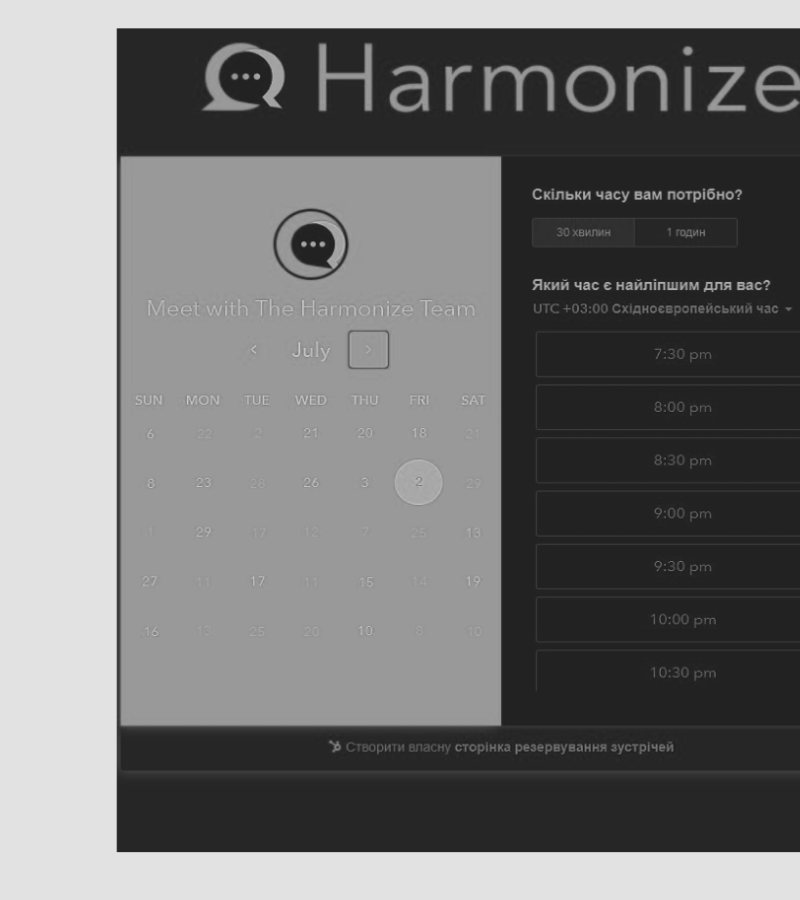 Harmonize
Meet with The Harmonize Team
< July >
SUN MON TUE WED THU FRI SAT
6 22 2 21 20 18 21
8 23 28 26 3 2 29
1 29 17 12 7 25 13
27 11 17 11 15 14 19
16 13 25 20 10 8 10
Скільки часу вам потрібно?
30 хвилин 1 годин
Який час є найліпшим для вас?
UTC +03:00 Східноєвропейський час
7:30 pm
8:00 pm
8:30 pm
9:00 pm
9:30 pm
10:00 pm
10:30 pm
Створити власну сторінка резервування зустрічей